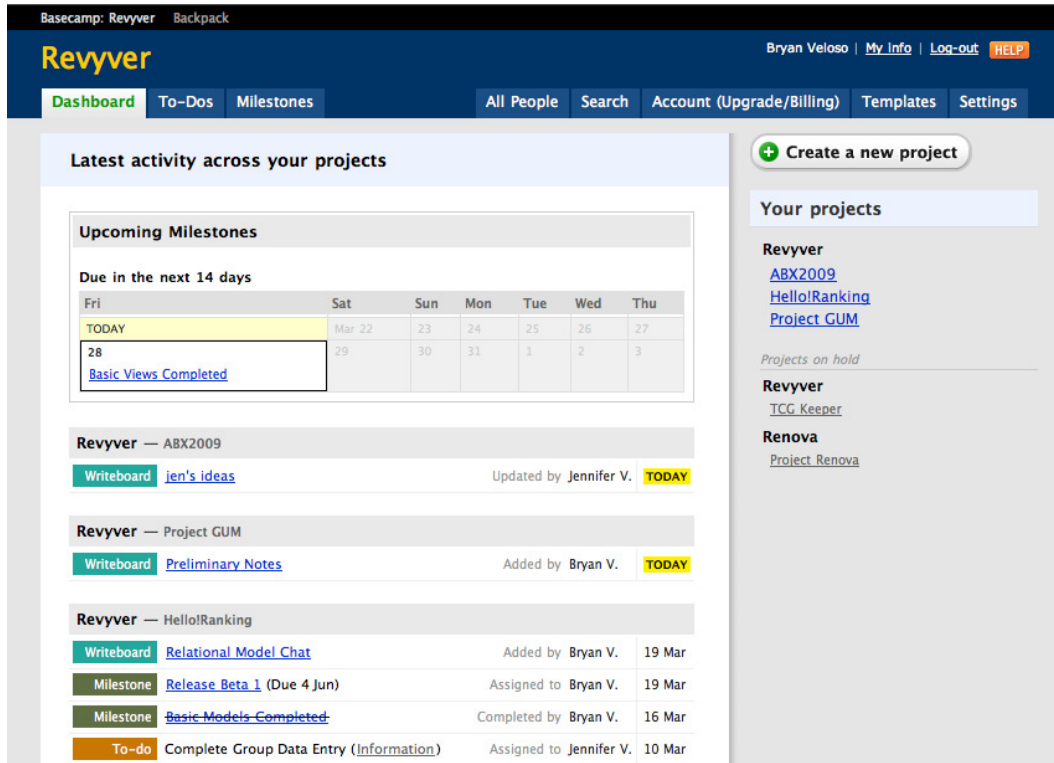 Basecamp: Revyver Backpack
Revyver
Bryan Veloso | My Info | Log-out HELP
Dashboard To-Dos Milestones All People Search Account (Upgrade/Billing) Templates Settings
Latest activity across your projects
Upcoming Milestones
Due in the next 14 days
Fri Sat Sun Mon Tue Wed Thu
TODAY Mar 22 23 24 25 26 27
28 29 30 31 1 2 3
Basic Views Completed
Revyver — ABX2009
Writeboard jen's ideas Updated by Jennifer V. TODAY
Revyver — Project GUM
Writeboard Preliminary Notes Added by Bryan V. TODAY
Revyver — Hello!Ranking
Writeboard Relational Model Chat Added by Bryan V. 19 Mar
Milestone Release Beta 1 (Due 4 Jun) Assigned to Bryan V. 19 Mar
Milestone Basic Models Completed Completed by Bryan V. 16 Mar
To-do Complete Group Data Entry (Information) Assigned to Jennifer V. 10 Mar
Create a new project
Your projects
Revyver
ABX2009
Hello!Ranking
Project GUM
Projects on hold
Revyver
TCG Keeper
Renova
Project Renova